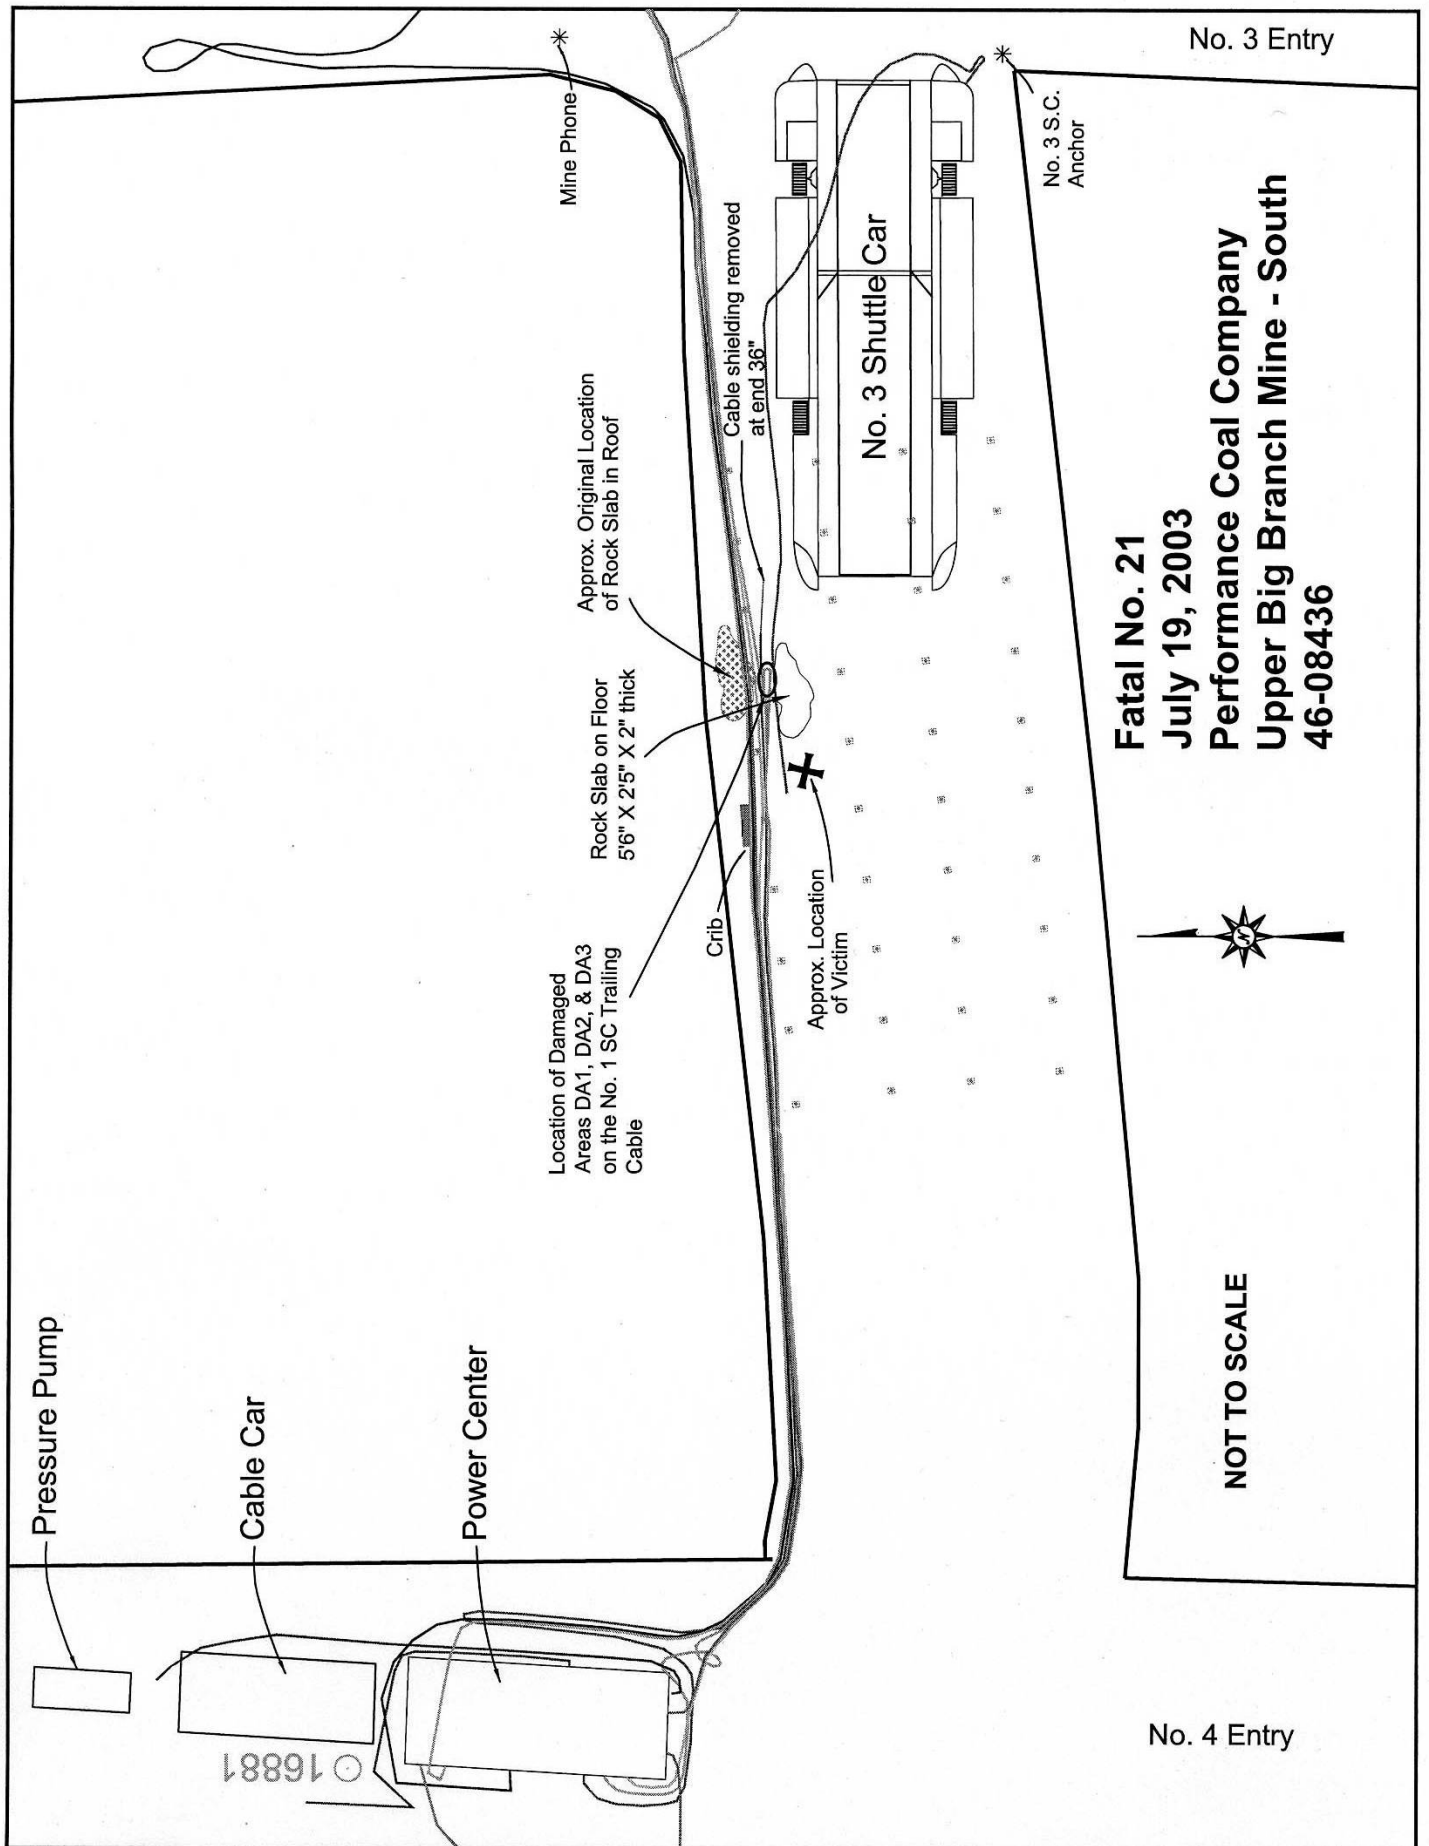 No. 3 Entry
Mine Phone
No. 3 S.C.
Anchor
Cable shielding removed
at end 36"
No. 3 Shuttle Car
Approx. Original Location
of Rock Slab in Roof
Rock Slab on Floor
5'6" X 2'5" X 2" thick
Crib
Location of Damaged
Areas DA1, DA2, & DA3
on the No. 1 SC Trailing
Cable
Approx. Location
of Victim
Fatal No. 21
July 19, 2003
Performance Coal Company
Upper Big Branch Mine - South
46-08436
N
NOT TO SCALE
Pressure Pump
Cable Car
Power Center
16881
No. 4 Entry